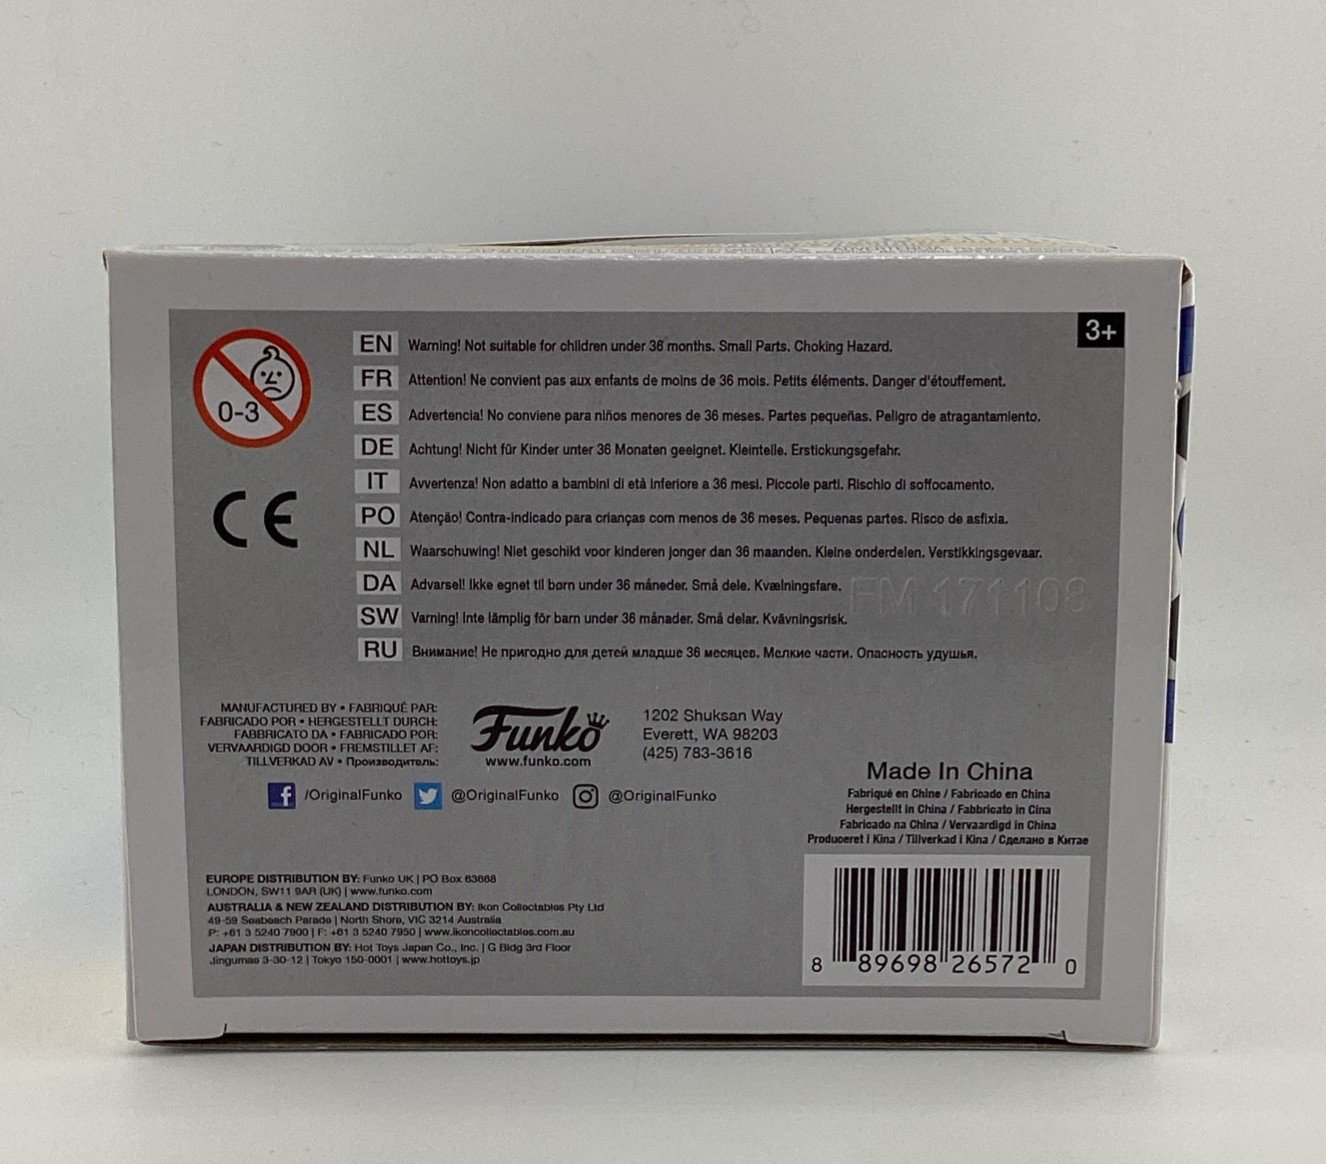 3+
0-3
EN Warning! Not suitable for children under 36 months. Small Parts. Choking Hazard.
FR Attention! Ne convient pas aux enfants de moins de 36 mois. Petits éléments. Danger d'étouffement.
ES Advertencia! No conviene para niños menores de 36 meses. Partes pequeñas. Peligro de atragantamiento.
DE Achtung! Nicht für Kinder unter 36 Monaten geeignet. Kleinteile. Erstickungsgefahr.
IT Avvertenza! Non adatto a bambini di età inferiore a 36 mesi. Piccole parti. Rischio di soffocamento.
PO Atenção! Contra-indicado para crianças com menos de 36 meses. Pequenas partes. Risco de asfixia.
NL Waarschuwing! Niet geschikt voor kinderen jonger dan 36 maanden. Kleine onderdelen. Verstikkingsgevaar.
DA Advarsel! Ikke egnet til børn under 36 måneder. Små dele. Kvælningsfare.
SW Varning! Inte lämplig för barn under 36 månader. Små delar. Kvävningsrisk.
RU Внимание! Не пригодно для детей младше 36 месяцев. Мелкие части. Опасность удушья.
CE
FM 171108
MANUFACTURED BY • FABRIQUÉ PAR:
FABRICADO POR • HERGESTELLT DURCH:
FABBRICATO DA • FABRICADO POR:
VERVAARDIGD DOOR • FREMSTILLET AF:
TILLVERKAD AV • Производитель:
Funko
www.funko.com
1202 Shuksan Way
Everett, WA 98203
(425) 783-3616
/OriginalFunko @OriginalFunko @OriginalFunko
Made In China
Fabriqué en Chine / Fabricado en China
Hergestellt in China / Fabbricato in Cina
Fabricado na China / Vervaardigd in China
Produceret i Kina / Tillverkad i Kina / Сделано в Китае
EUROPE DISTRIBUTION BY: Funko UK | PO Box 63668
LONDON, SW11 9AR (UK) | www.funko.com
AUSTRALIA & NEW ZEALAND DISTRIBUTION BY: Ikon Collectables Pty Ltd
49-59 Seabeach Parade | North Shore, VIC 3214 Australia
P: +61 3 5240 7900 | F: +61 3 5240 7950 | www.ikoncollectables.com.au
JAPAN DISTRIBUTION BY: Hot Toys Japan Co., Inc. | G Bldg 3rd Floor
Jingumae 3-30-12 | Tokyo 150-0001 | www.hottoys.jp
8 89698 26572 0